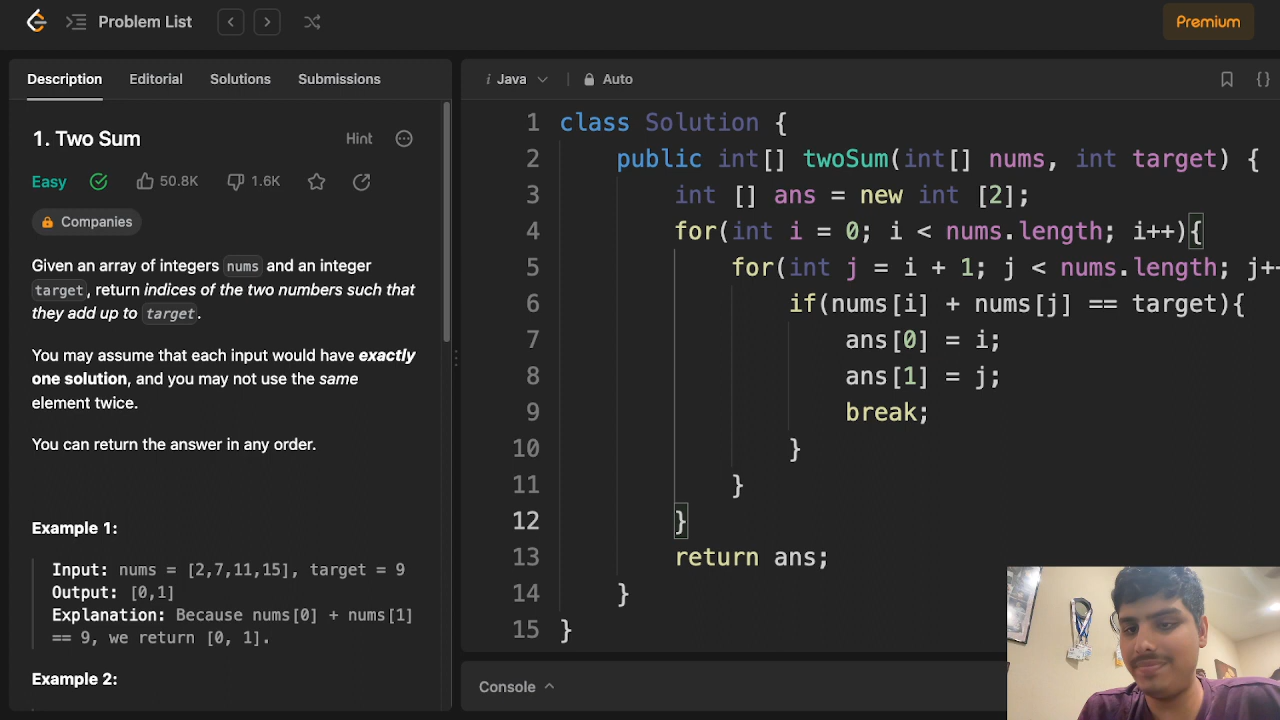 Problem List
Premium
Description Editorial Solutions Submissions
1. Two Sum
Hint
Easy 50.8K 1.6K
Companies
Given an array of integers nums and an integer
target, return indices of the two numbers such that
they add up to target.
You may assume that each input would have exactly
one solution, and you may not use the same
element twice.
You can return the answer in any order.
Example 1:
Input: nums = [2,7,11,15], target = 9
Output: [0,1]
Explanation: Because nums[0] + nums[1]
== 9, we return [0, 1].
Example 2:
i Java Auto {}
1 class Solution {
2 public int[] twoSum(int[] nums, int target) {
3 int [] ans = new int [2];
4 for(int i = 0; i < nums.length; i++){
5 for(int j = i + 1; j < nums.length; j++
6 if(nums[i] + nums[j] == target){
7 ans[0] = i;
8 ans[1] = j;
9 break;
10 }
11 }
12 }
13 return ans;
14 }
15 }
Console